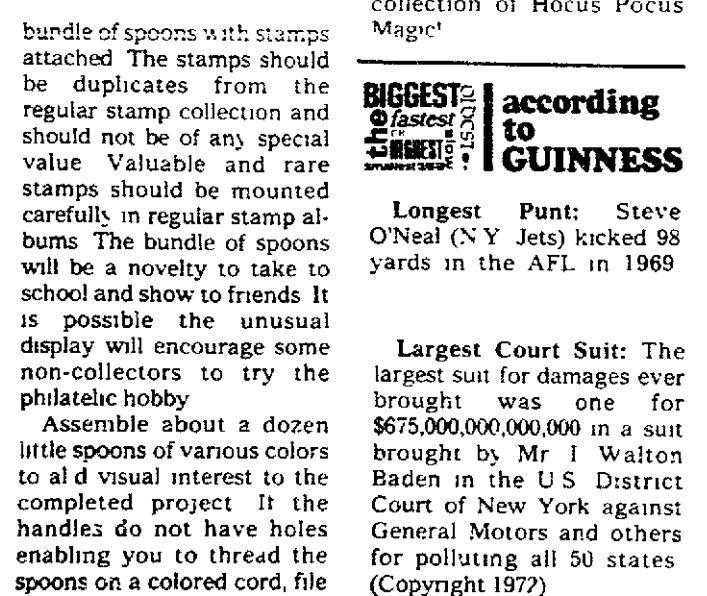 bundle of spoons with stamps
attached The stamps should
be duplicates from the
regular stamp collection and
should not be of any special
value Valuable and rare
stamps should be mounted
carefully in regular stamp al-
bums The bundle of spoons
will be a novelty to take to
school and show to friends It
is possible the unusual
display will encourage some
non-collectors to try the
philatelic hobby
Assemble about a dozen
little spoons of various colors
to ald visual interest to the
completed project It the
handles do not have holes
enabling you to thread the
spoons on a colored cord, file
collection of Hocus Pocus
Magic!
the BIGGEST oldest
fastest
HIGHEST slow
according
to
GUINNESS
Longest Punt: Steve
O'Neal (N Y Jets) kicked 98
yards in the AFL in 1969
Largest Court Suit: The
largest suit for damages ever
brought was one for
$675,000,000,000,000 in a suit
brought by Mr I Walton
Baden in the U S District
Court of New York against
General Motors and others
for polluting all 50 states
(Copyright 1972)